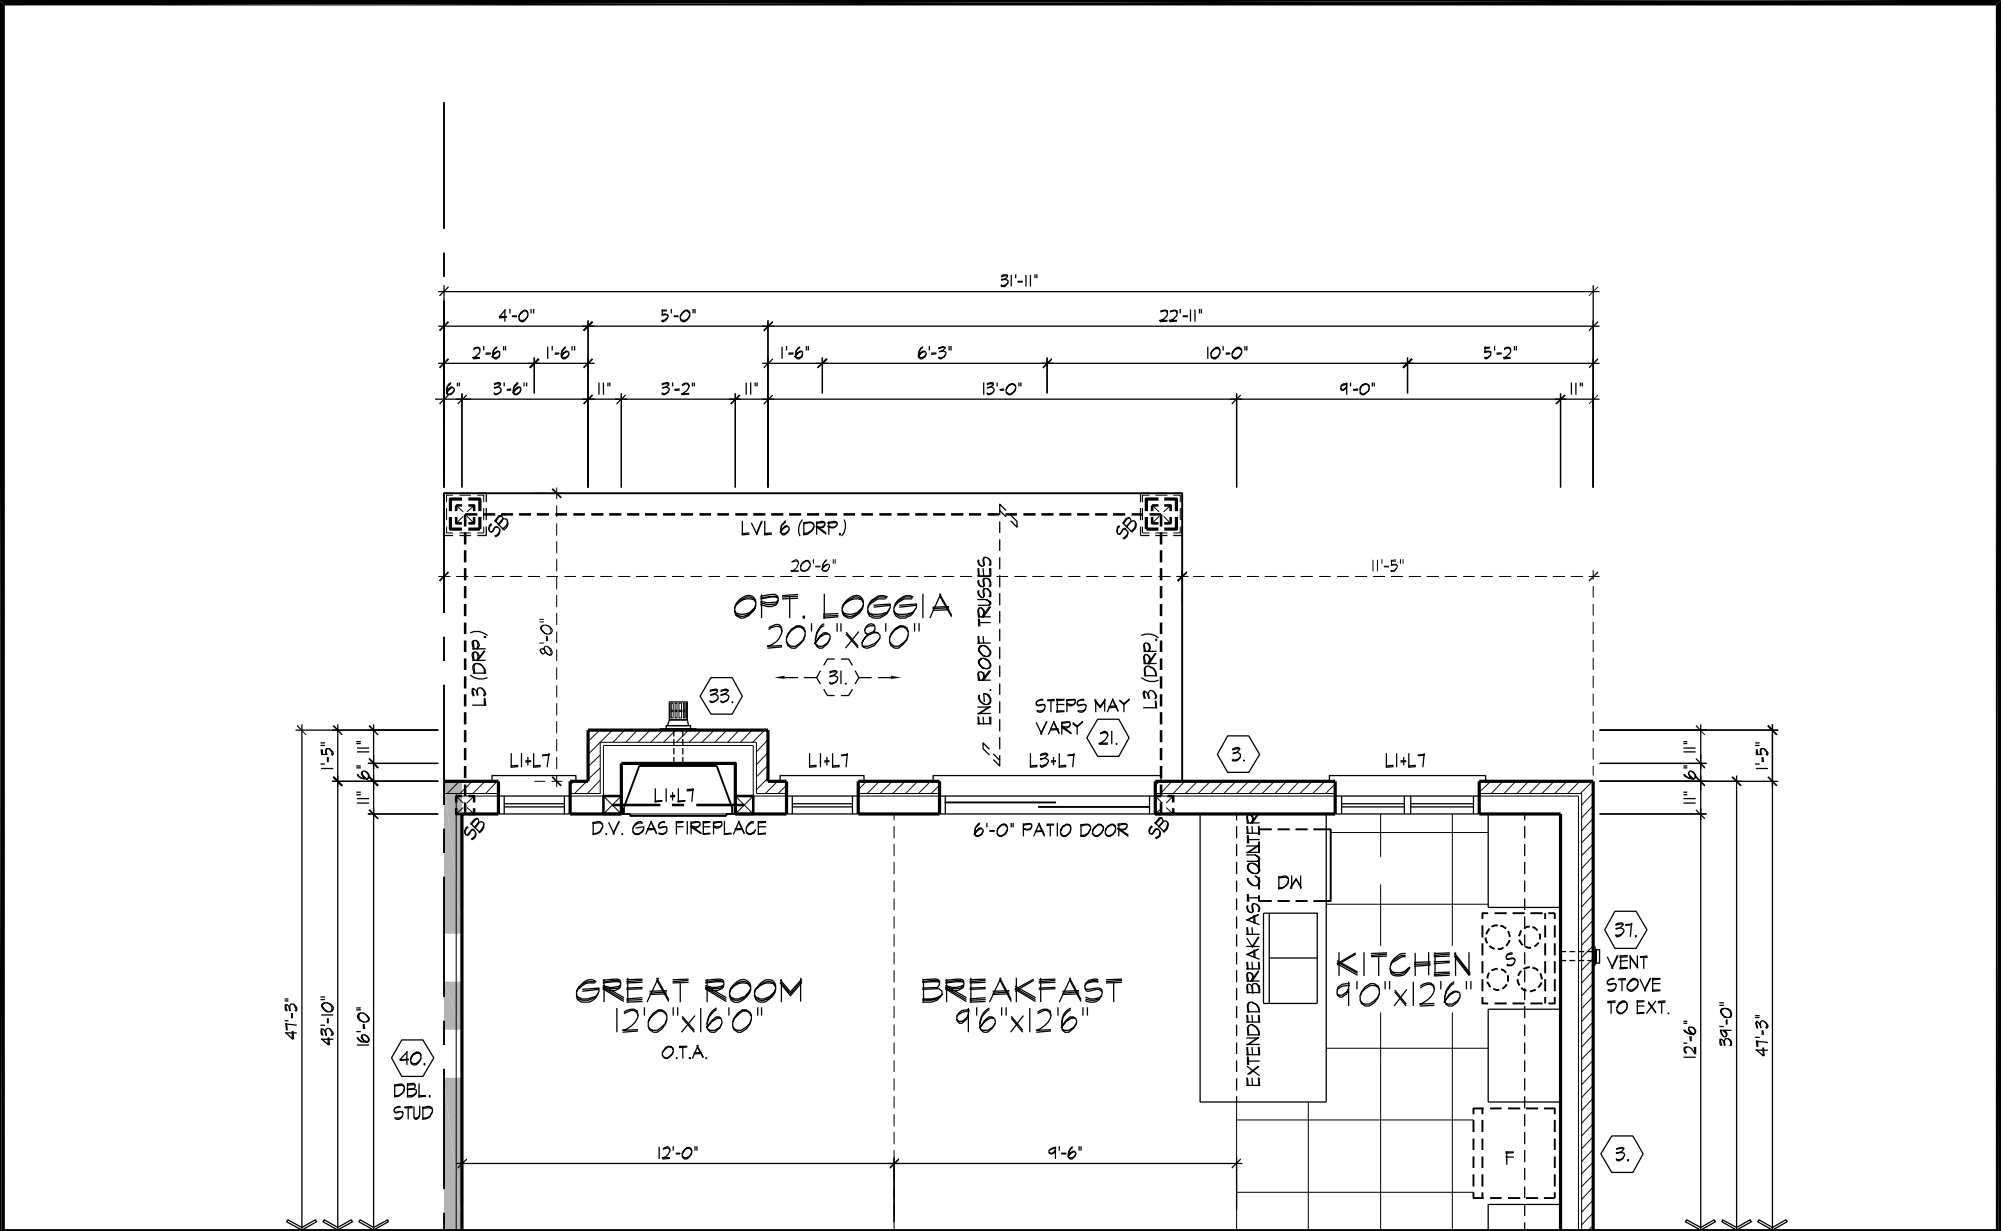 31'-11"
4'-0"
5'-0"
22'-11"
2'-6"
1'-6"
1'-6"
6'-3"
10'-0"
5'-2"
6"
3'-6"
11"
3'-2"
11"
13'-0"
9'-0"
11"
SB
LVL 6 (DRP.)
SB
20'-6"
11'-5"
OPT. LOGGIA
20'6"x8'0"
31.
8'-0"
L3 (DRP.)
ENG. ROOF TRUSSES
L3 (DRP.)
33.
STEPS MAY
VARY
21.
3.
L1+L7
L1+L7
L3+L7
L1+L7
L1+L7
1'-5"
11"
6"
11"
11"
6"
11"
1'-5"
SB
D.V. GAS FIREPLACE
6'-0" PATIO DOOR
SB
EXTENDED BREAKFAST COUNTER
DW
37.
VENT
STOVE
TO EXT.
S
KITCHEN
9'0"x12'6"
GREAT ROOM
12'0"x16'0"
O.T.A.
BREAKFAST
9'6"x12'6"
47'-3"
43'-10"
16'-0"
12'-6"
39'-0"
47'-3"
40.
DBL.
STUD
12'-0"
9'-6"
F
3.